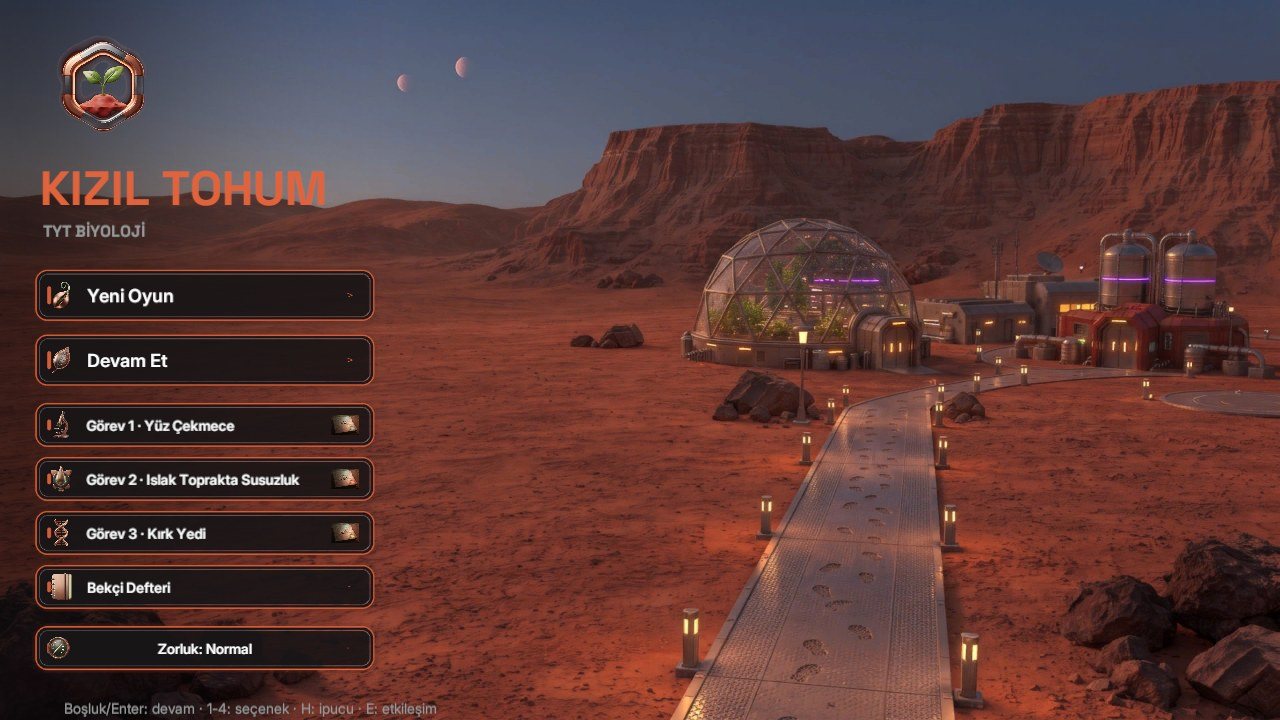 KIZIL TOHUM
TYT BİYOLOJİ
Yeni Oyun
Devam Et
Görev 1 · Yüz Çekmece
Görev 2 · Islak Toprakta Susuzluk
Görev 3 · Kırk Yedi
Bekçi Defteri
Zorluk: Normal
Boşluk/Enter: devam · 1-4: seçenek · H: ipucu · E: etkileşim